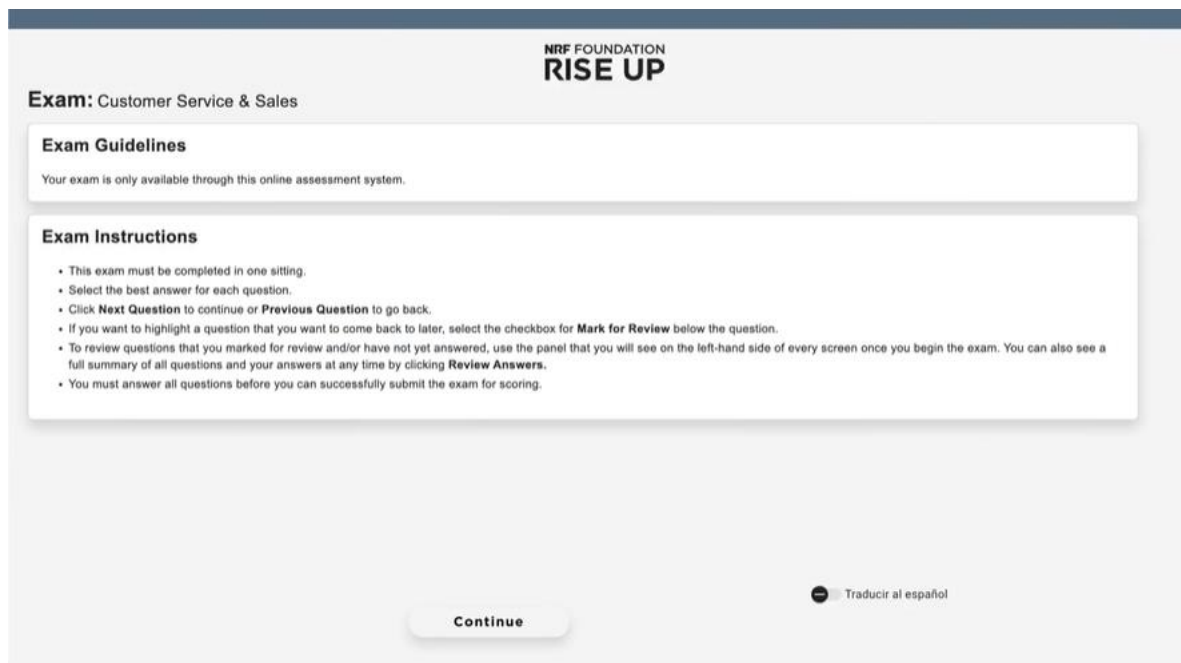 NRF FOUNDATION
RISE UP
Exam: Customer Service & Sales
Exam Guidelines
Your exam is only available through this online assessment system.
Exam Instructions
• This exam must be completed in one sitting.
• Select the best answer for each question.
• Click Next Question to continue or Previous Question to go back.
• If you want to highlight a question that you want to come back to later, select the checkbox for Mark for Review below the question.
• To review questions that you marked for review and/or have not yet answered, use the panel that you will see on the left-hand side of every screen once you begin the exam. You can also see a
full summary of all questions and your answers at any time by clicking Review Answers.
• You must answer all questions before you can successfully submit the exam for scoring.
Traducir al español
Continue